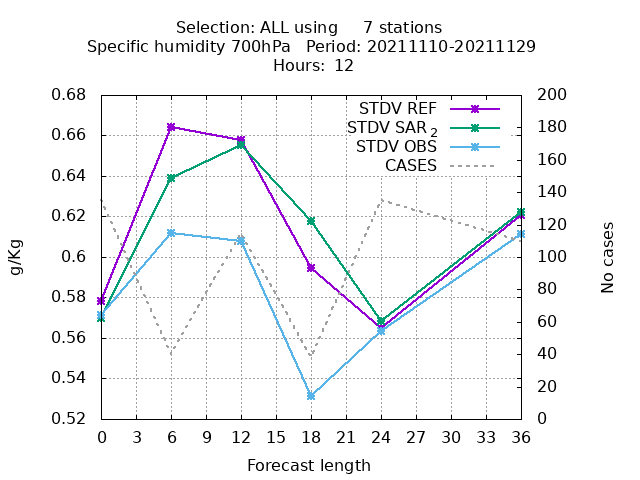 Selection: ALL using 7 stations
Specific humidity 700hPa Period: 20211110-20211129
Hours: 12
STDV REF
STDV SAR 2
STDV OBS
CASES
0.68
0.66
0.64
0.62
0.6
0.58
0.56
0.54
0.52
g/Kg
200
180
160
140
120
100
80
60
40
20
0
No cases
0 3 6 9 12 15 18 21 24 27 30 33 36
Forecast length